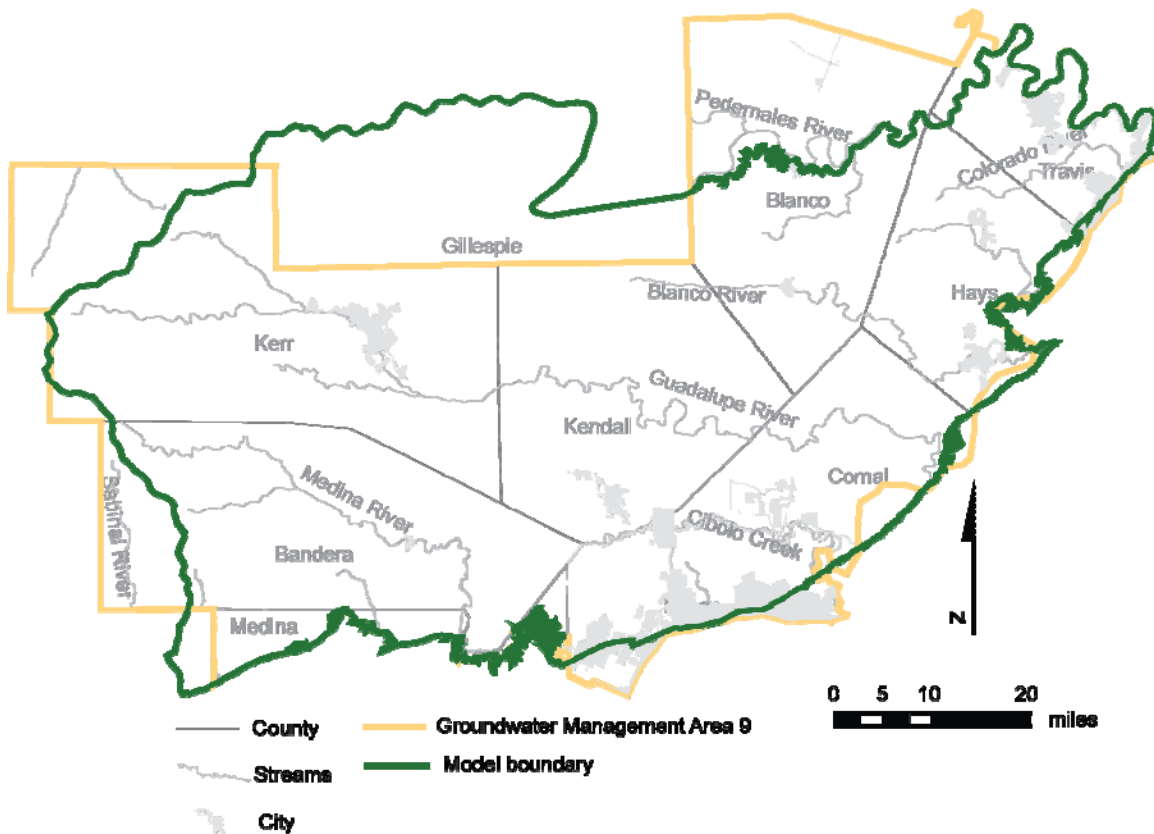 Pedernales River
Colorado River
Travis
Blanco
Gillespie
Blanco River
Hays
Kerr
Guadalupe River
Kendall
Comal
Medina River
Sabinal River
Cibolo Creek
Bandera
Medina
N
0 5 10 20
miles
County
Groundwater Management Area 9
Streams
Model boundary
City